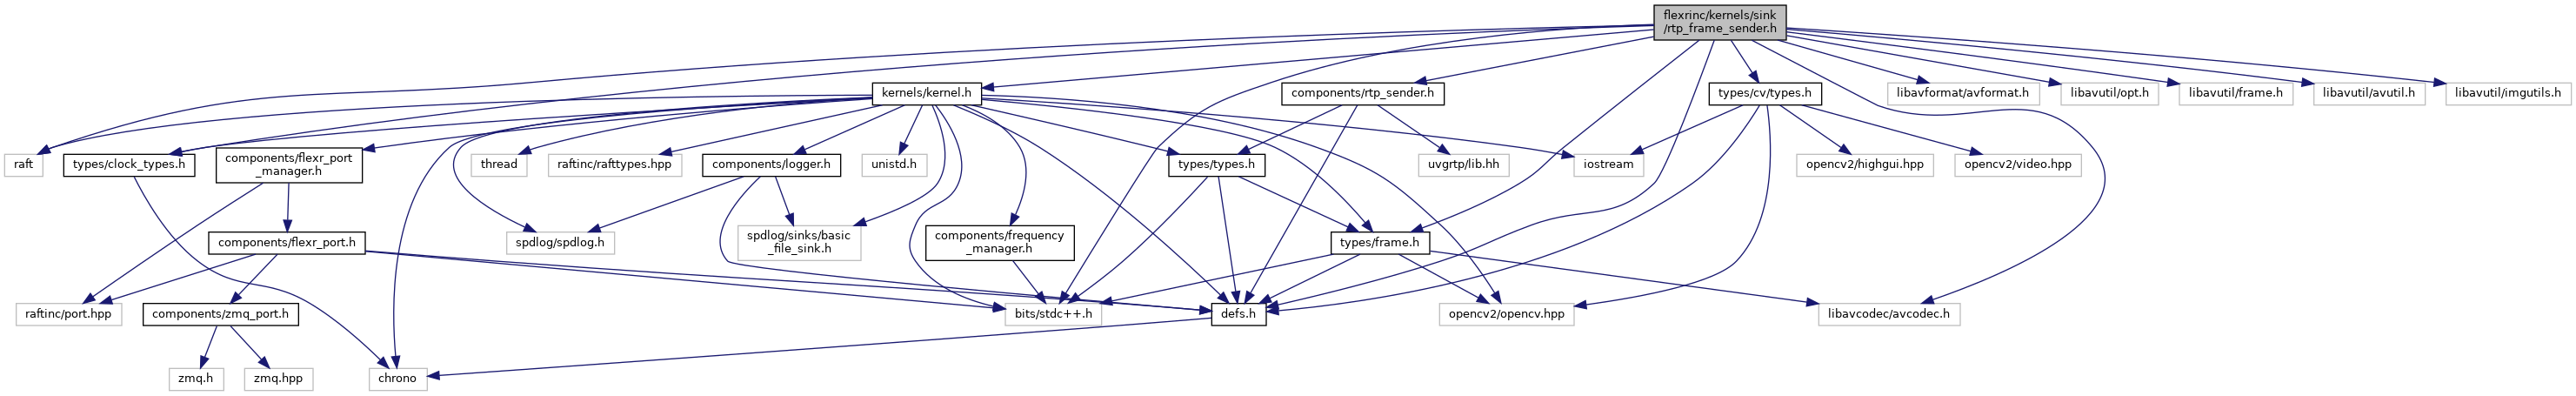 flexrinc/kernels/sink
/rtp_frame_sender.h
kernels/kernel.h
components/rtp_sender.h
types/cv/types.h
libavformat/avformat.h
libavutil/opt.h
libavutil/frame.h
libavutil/avutil.h
libavutil/imgutils.h
raft
types/clock_types.h
components/flexr_port
_manager.h
thread
raftinc/rafttypes.hpp
components/logger.h
unistd.h
types/types.h
uvgrtp/lib.hh
iostream
opencv2/highgui.hpp
opencv2/video.hpp
components/flexr_port.h
spdlog/spdlog.h
spdlog/sinks/basic
_file_sink.h
components/frequency
_manager.h
types/frame.h
raftinc/port.hpp
components/zmq_port.h
bits/stdc++.h
defs.h
opencv2/opencv.hpp
libavcodec/avcodec.h
zmq.h
zmq.hpp
chrono